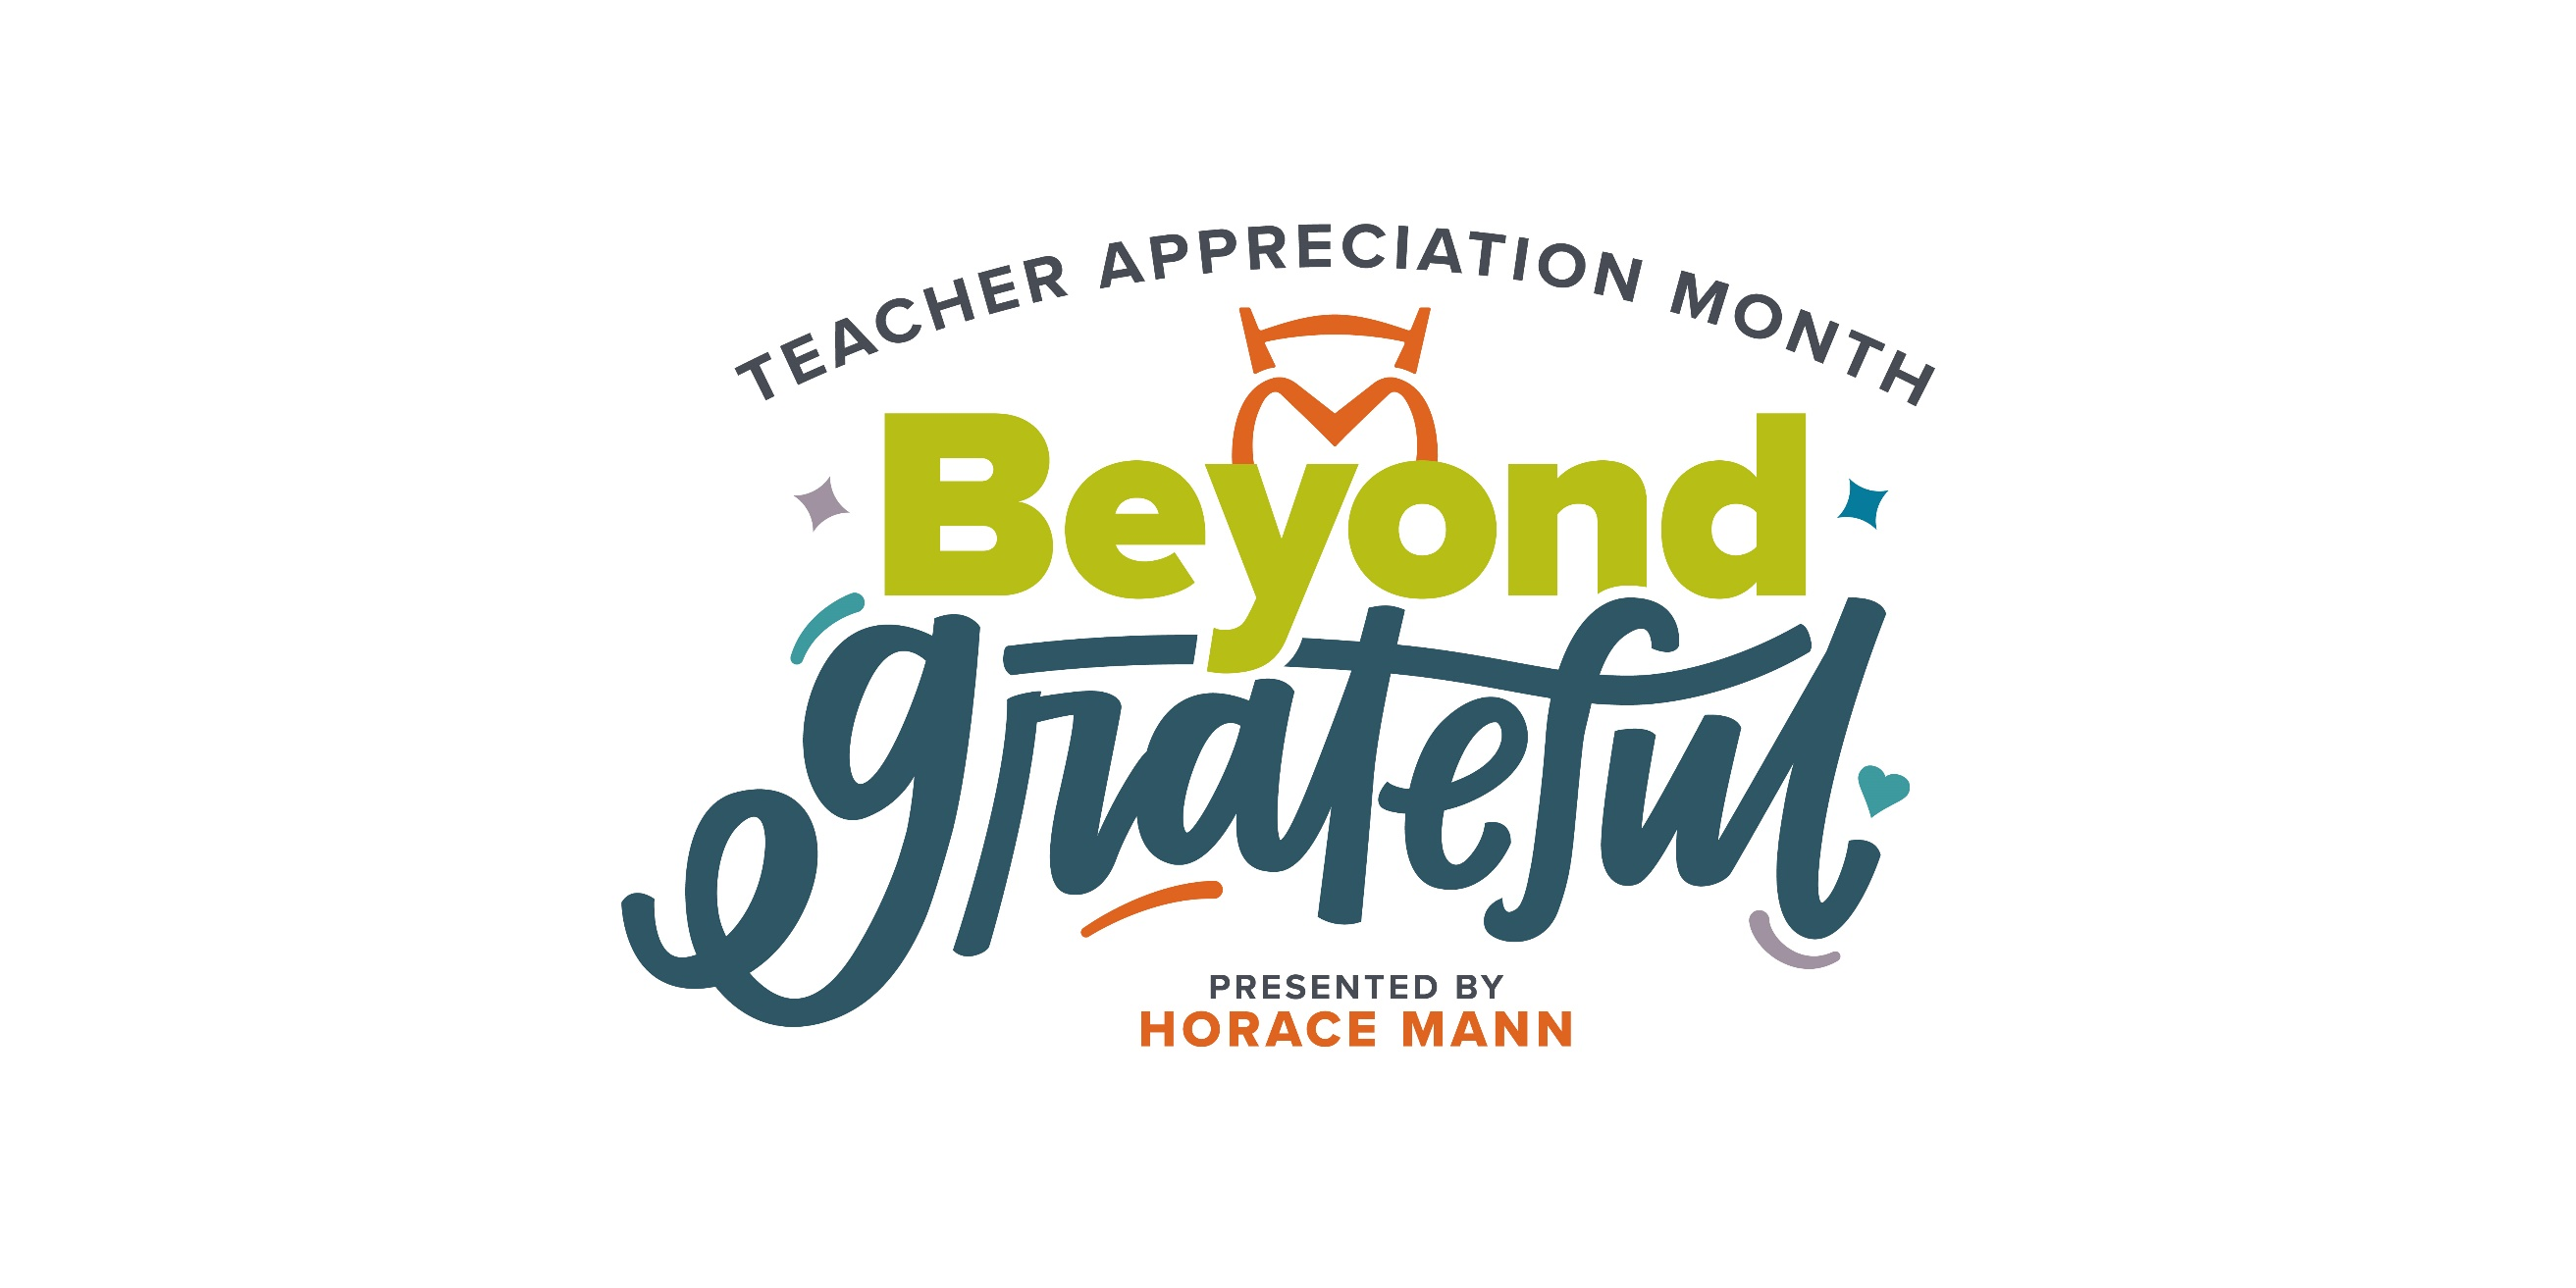 TEACHER APPRECIATION MONTH
Beyond
grateful
PRESENTED BY
HORACE MANN